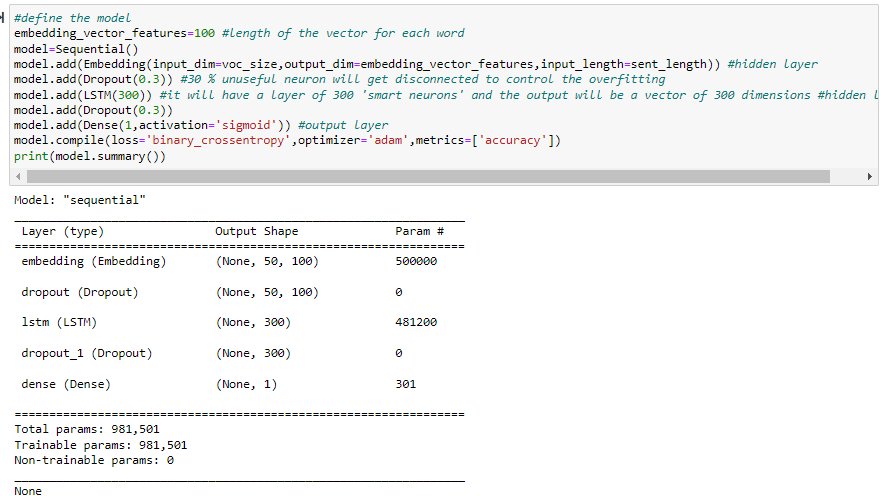 #define the model
embedding_vector_features=100 #length of the vector for each word
model=Sequential()
model.add(Embedding(input_dim=voc_size,output_dim=embedding_vector_features,input_length=sent_length)) #hidden layer
model.add(Dropout(0.3)) #30 % unuseful neuron will get disconnected to control the overfitting
model.add(LSTM(300)) #it will have a layer of 300 'smart neurons' and the output will be a vector of 300 dimensions #hidden l
model.add(Dropout(0.3))
model.add(Dense(1,activation='sigmoid')) #output layer
model.compile(loss='binary_crossentropy',optimizer='adam',metrics=['accuracy'])
print(model.summary())
Model: "sequential"
_________________________________________________________________
Layer (type) Output Shape Param #
=================================================================
embedding (Embedding) (None, 50, 100) 500000
dropout (Dropout) (None, 50, 100) 0
lstm (LSTM) (None, 300) 481200
dropout_1 (Dropout) (None, 300) 0
dense (Dense) (None, 1) 301
=================================================================
Total params: 981,501
Trainable params: 981,501
Non-trainable params: 0
_________________________________________________________________
None